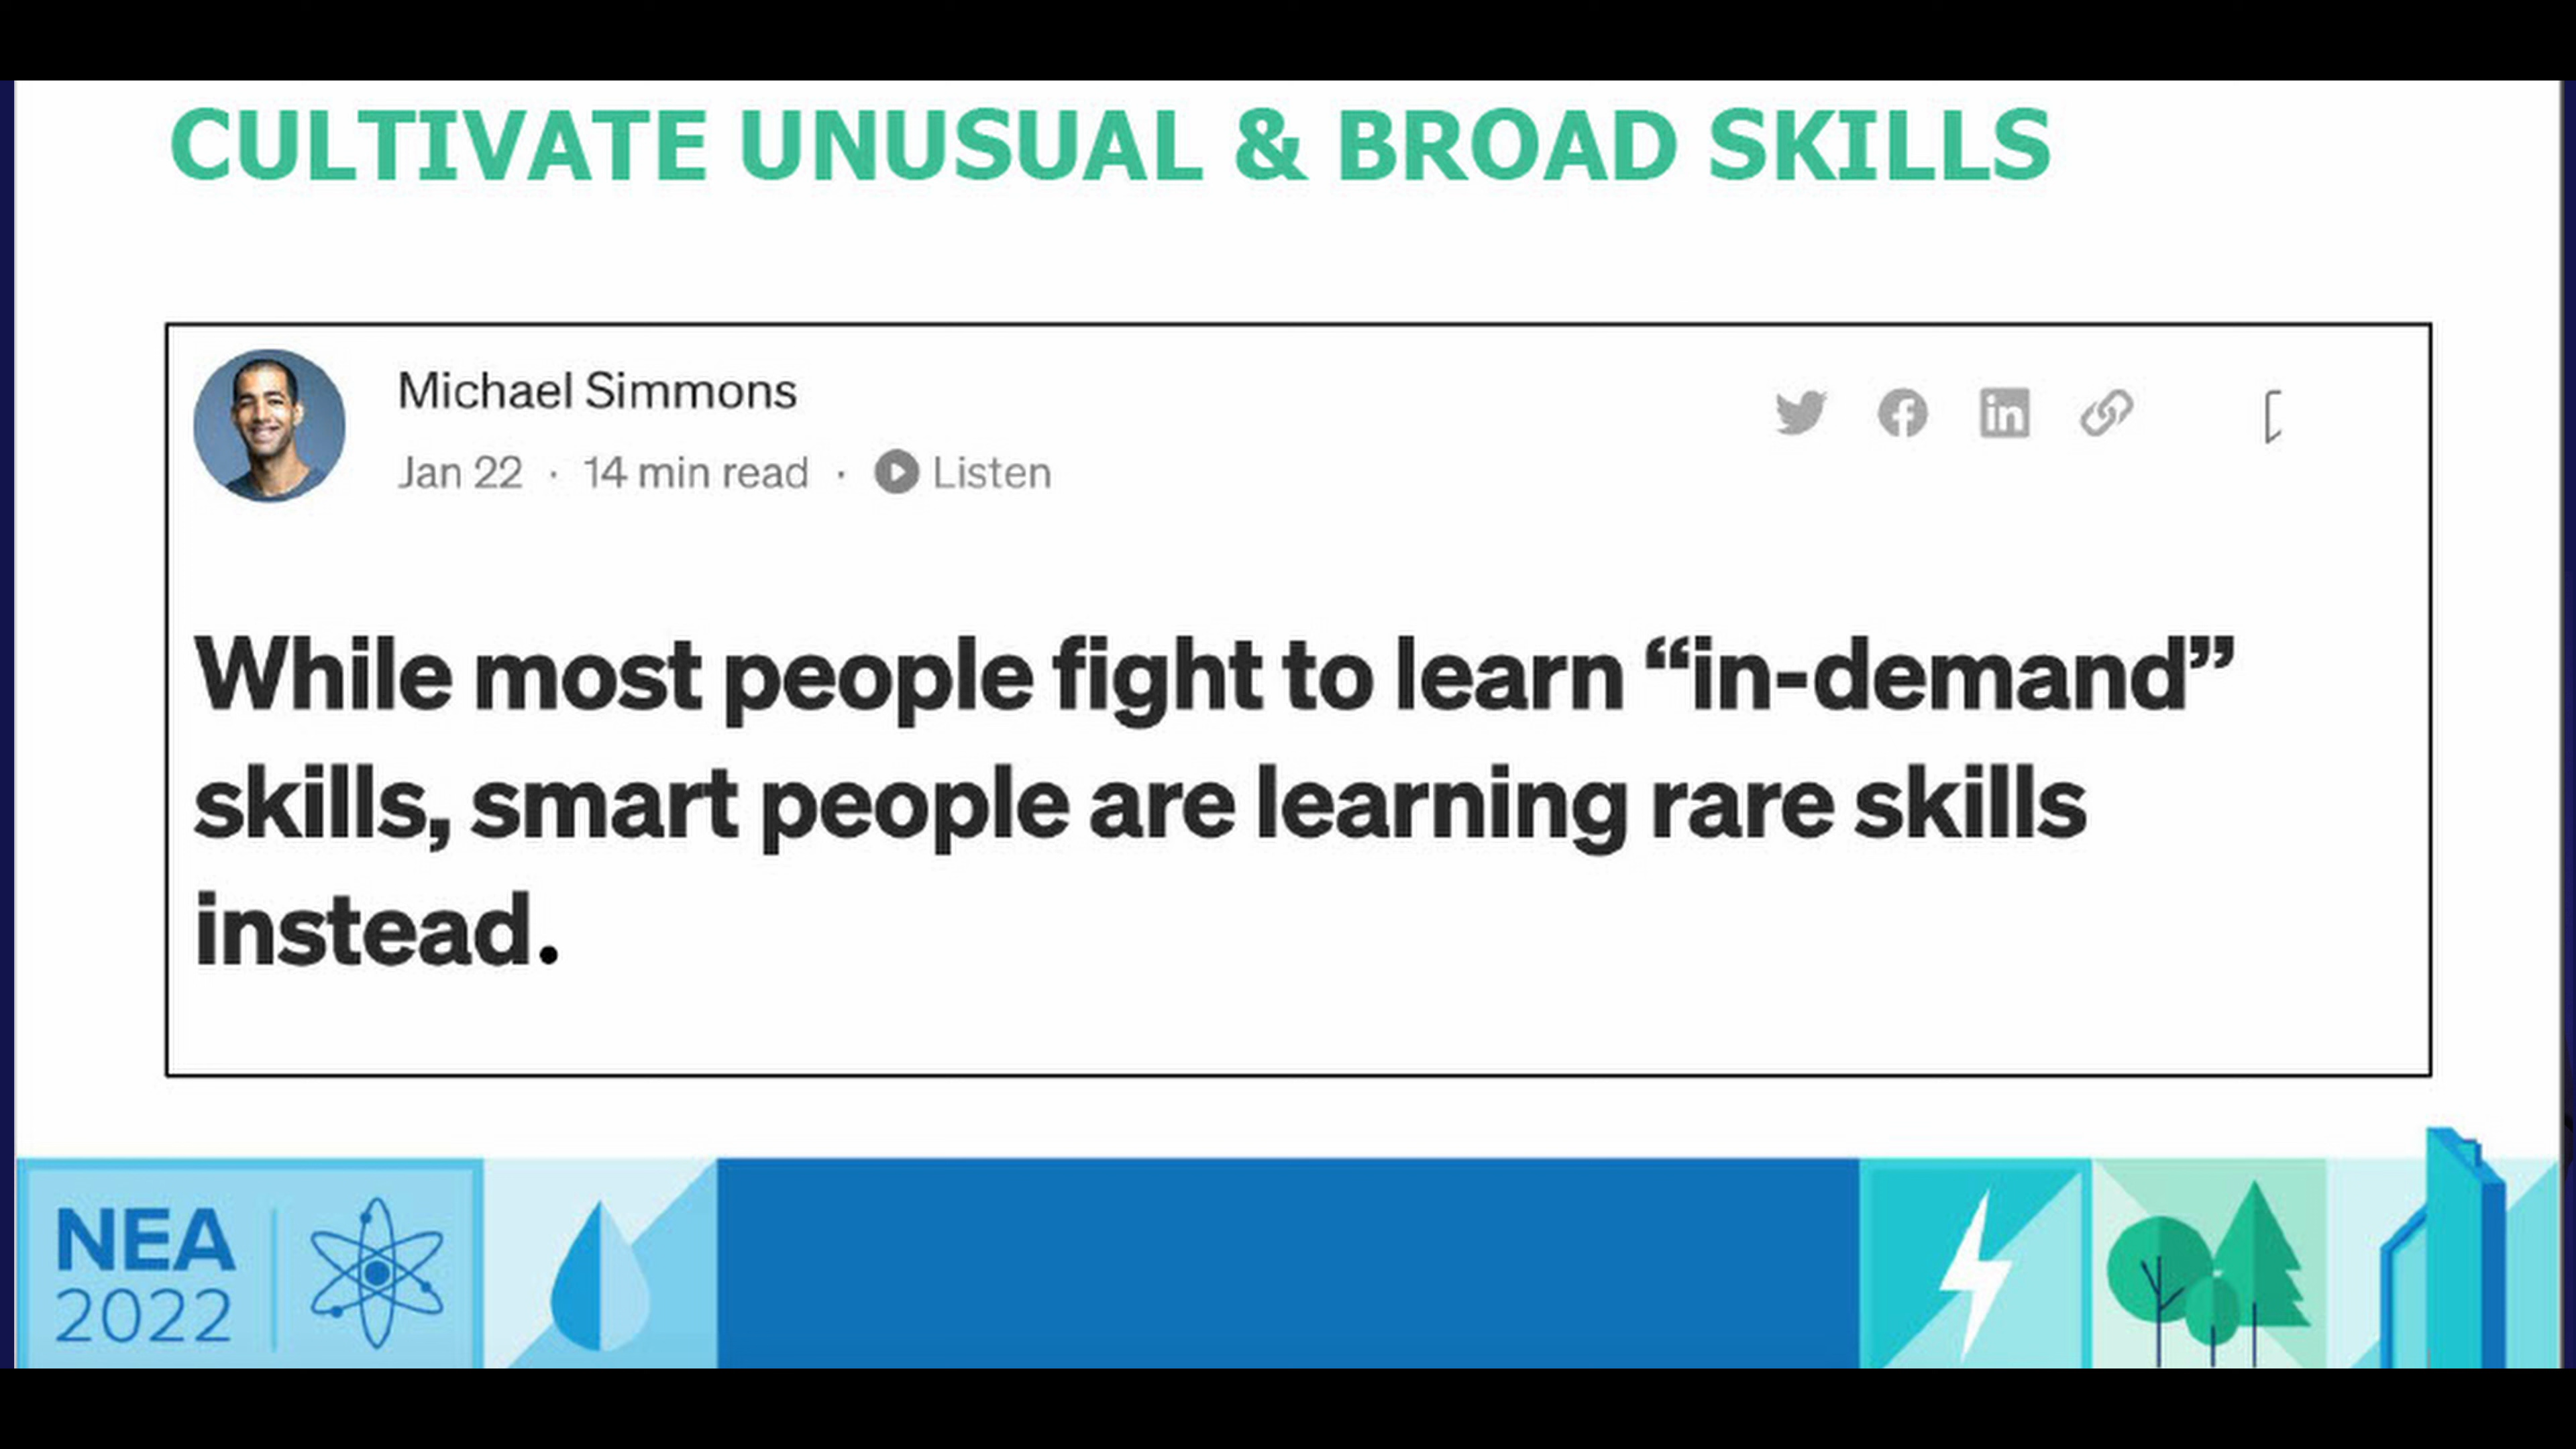 CULTIVATE UNUSUAL & BROAD SKILLS
Michael Simmons
Jan 22 · 14 min read · Listen
While most people fight to learn “in-demand”
skills, smart people are learning rare skills
instead.
NEA
2022